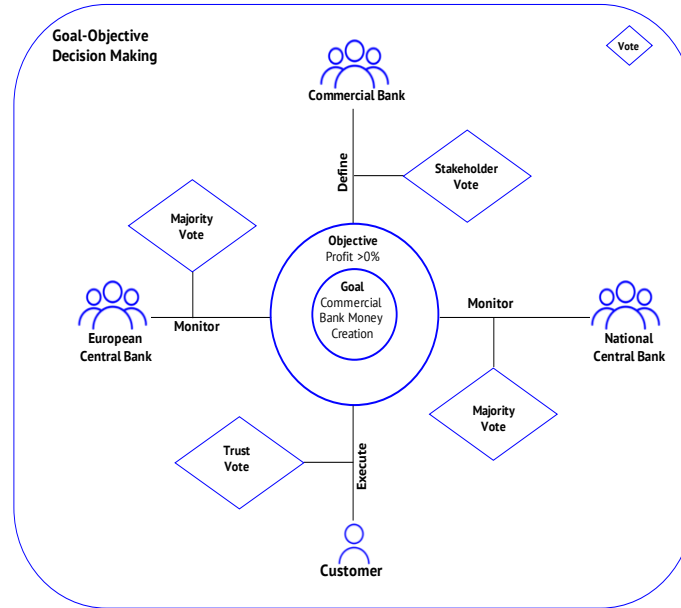 Goal-Objective
Decision Making
Vote
Commercial Bank
Define
Stakeholder
Vote
Majority
Vote
Objective
Profit >0%
Goal
Commercial
Bank Money
Creation
Monitor
European
Central Bank
Monitor
National
Central Bank
Majority
Vote
Trust
Vote
Execute
Customer